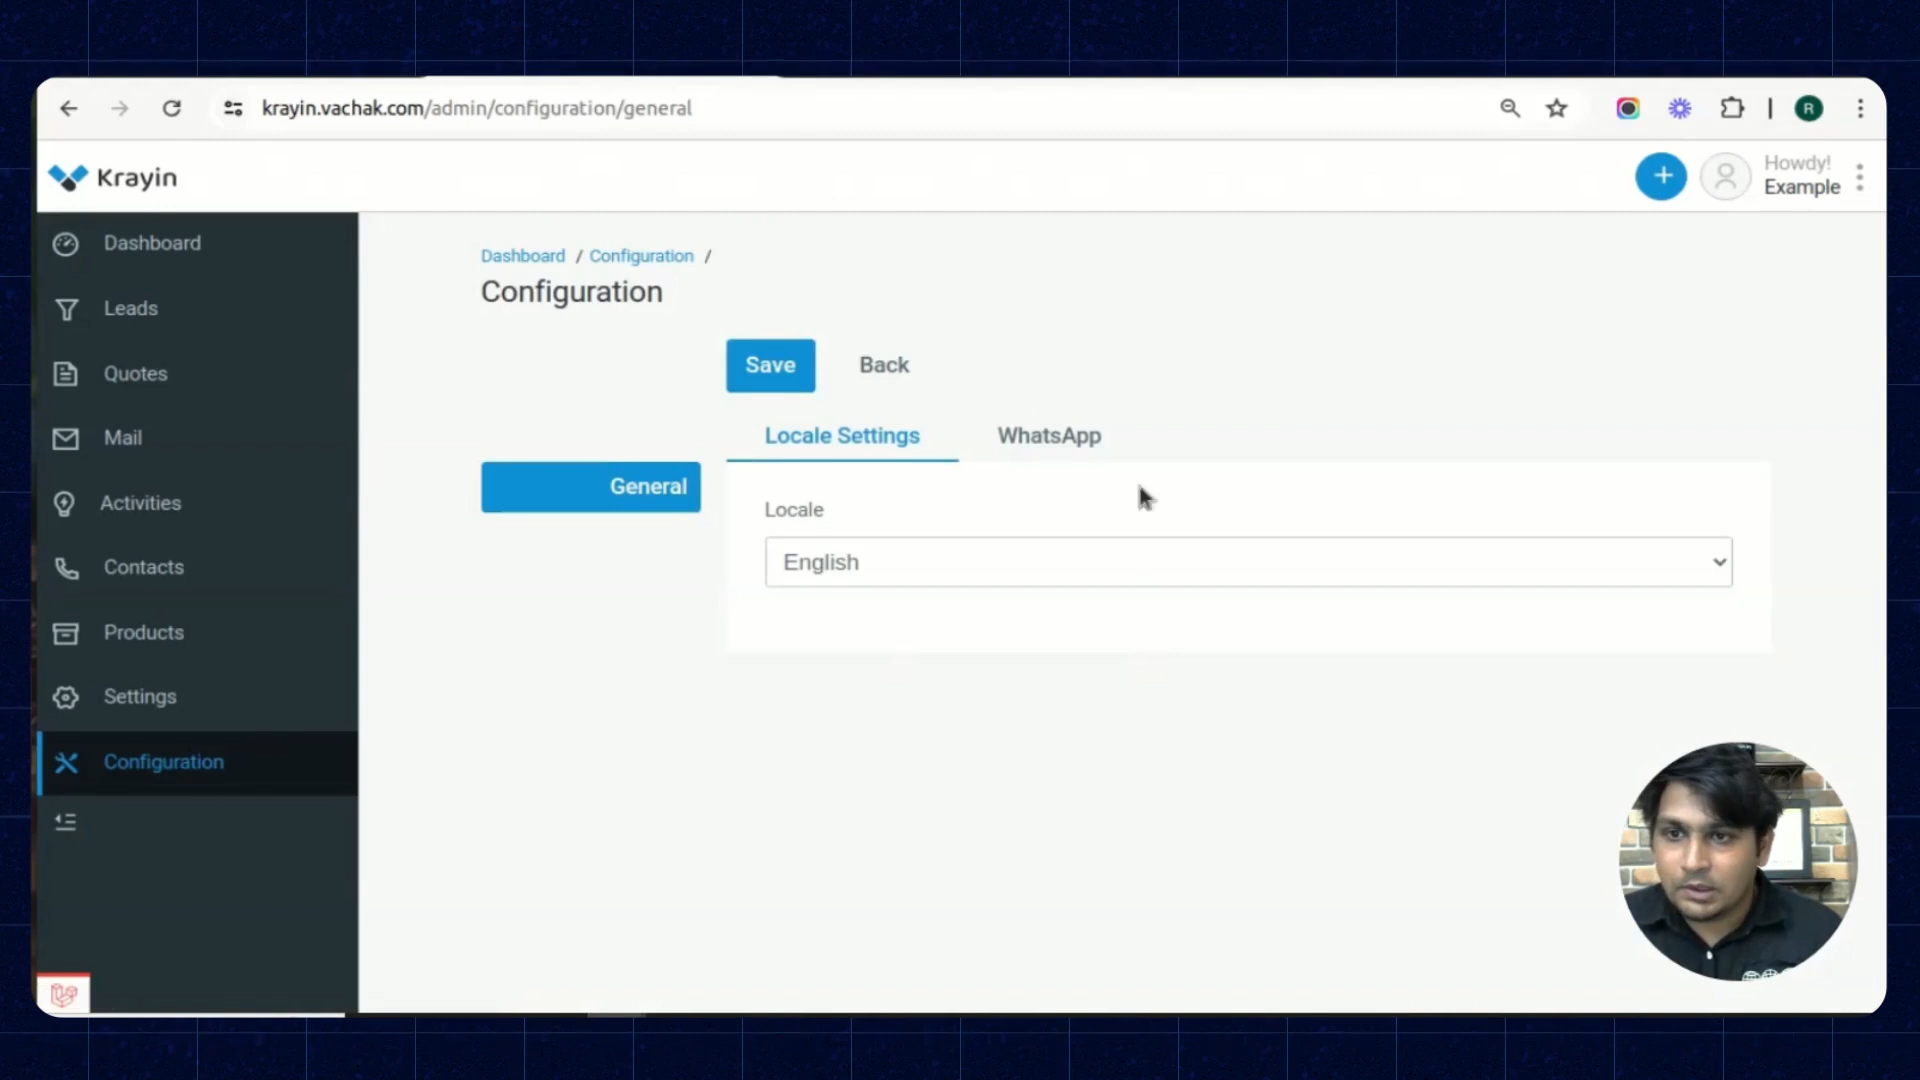 krayin.vachak.com/admin/configuration/general
R
Krayin
Howdy!
Example
Dashboard
Leads
Quotes
Mail
Activities
Contacts
Products
Settings
Configuration
Dashboard / Configuration /
Configuration
Save
Back
Locale Settings
WhatsApp
General
Locale
English